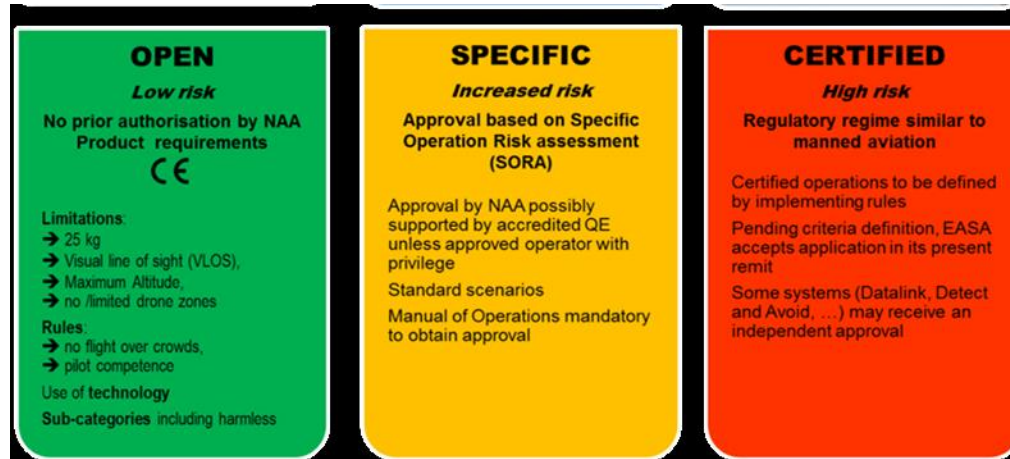 OPEN
Low risk
No prior authorisation by NAA
Product requirements
CE
Limitations:
➔ 25 kg
➔ Visual line of sight (VLOS),
➔ Maximum Altitude,
➔ no /limited drone zones
Rules:
➔ no flight over crowds,
➔ pilot competence
Use of technology
Sub-categories including harmless
SPECIFIC
Increased risk
Approval based on Specific
Operation Risk assessment
(SORA)
Approval by NAA possibly
supported by accredited QE
unless approved operator with
privilege
Standard scenarios
Manual of Operations mandatory
to obtain approval
CERTIFIED
High risk
Regulatory regime similar to
manned aviation
Certified operations to be defined
by implementing rules
Pending criteria definition, EASA
accepts application in its present
remit
Some systems (Datalink, Detect
and Avoid, …) may receive an
independent approval